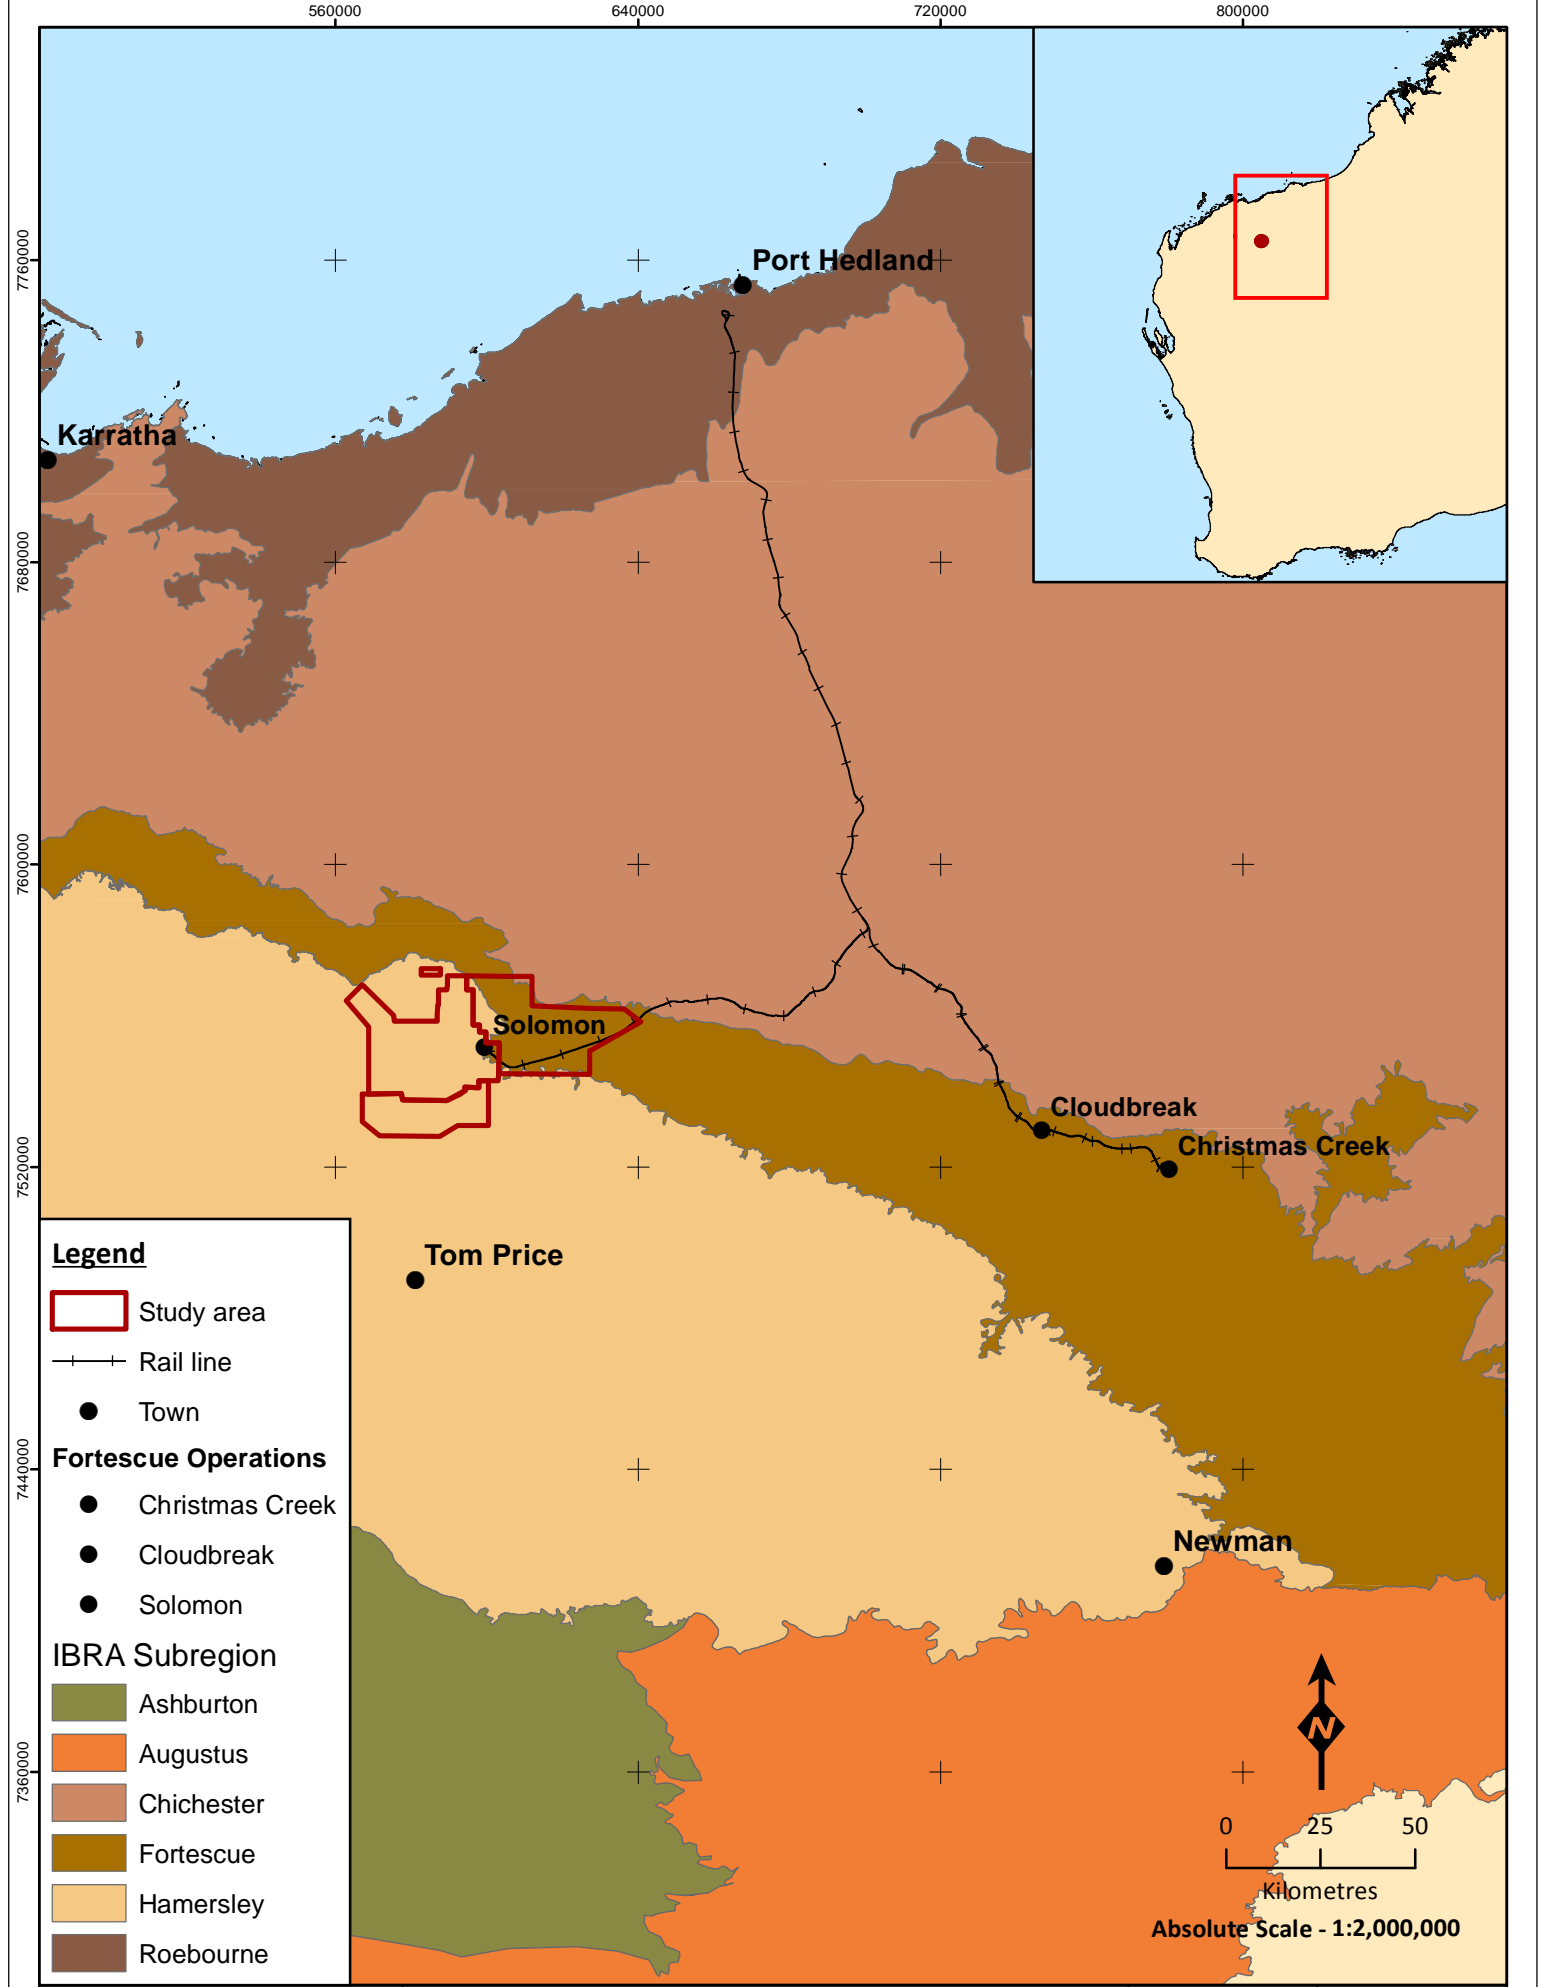 560000 640000 720000 800000
7760000
Port Hedland
Karratha
7680000
7600000
Solomon
Cloudbreak
Christmas Creek
7520000
Tom Price
7440000
Newman
7360000
Legend
Study area
Rail line
Town
Fortescue Operations
Christmas Creek
Cloudbreak
Solomon
IBRA Subregion
Ashburton
Augustus
Chichester
Fortescue
Hamersley
Roebourne
N
0 25 50
Kilometres
Absolute Scale - 1:2,000,000